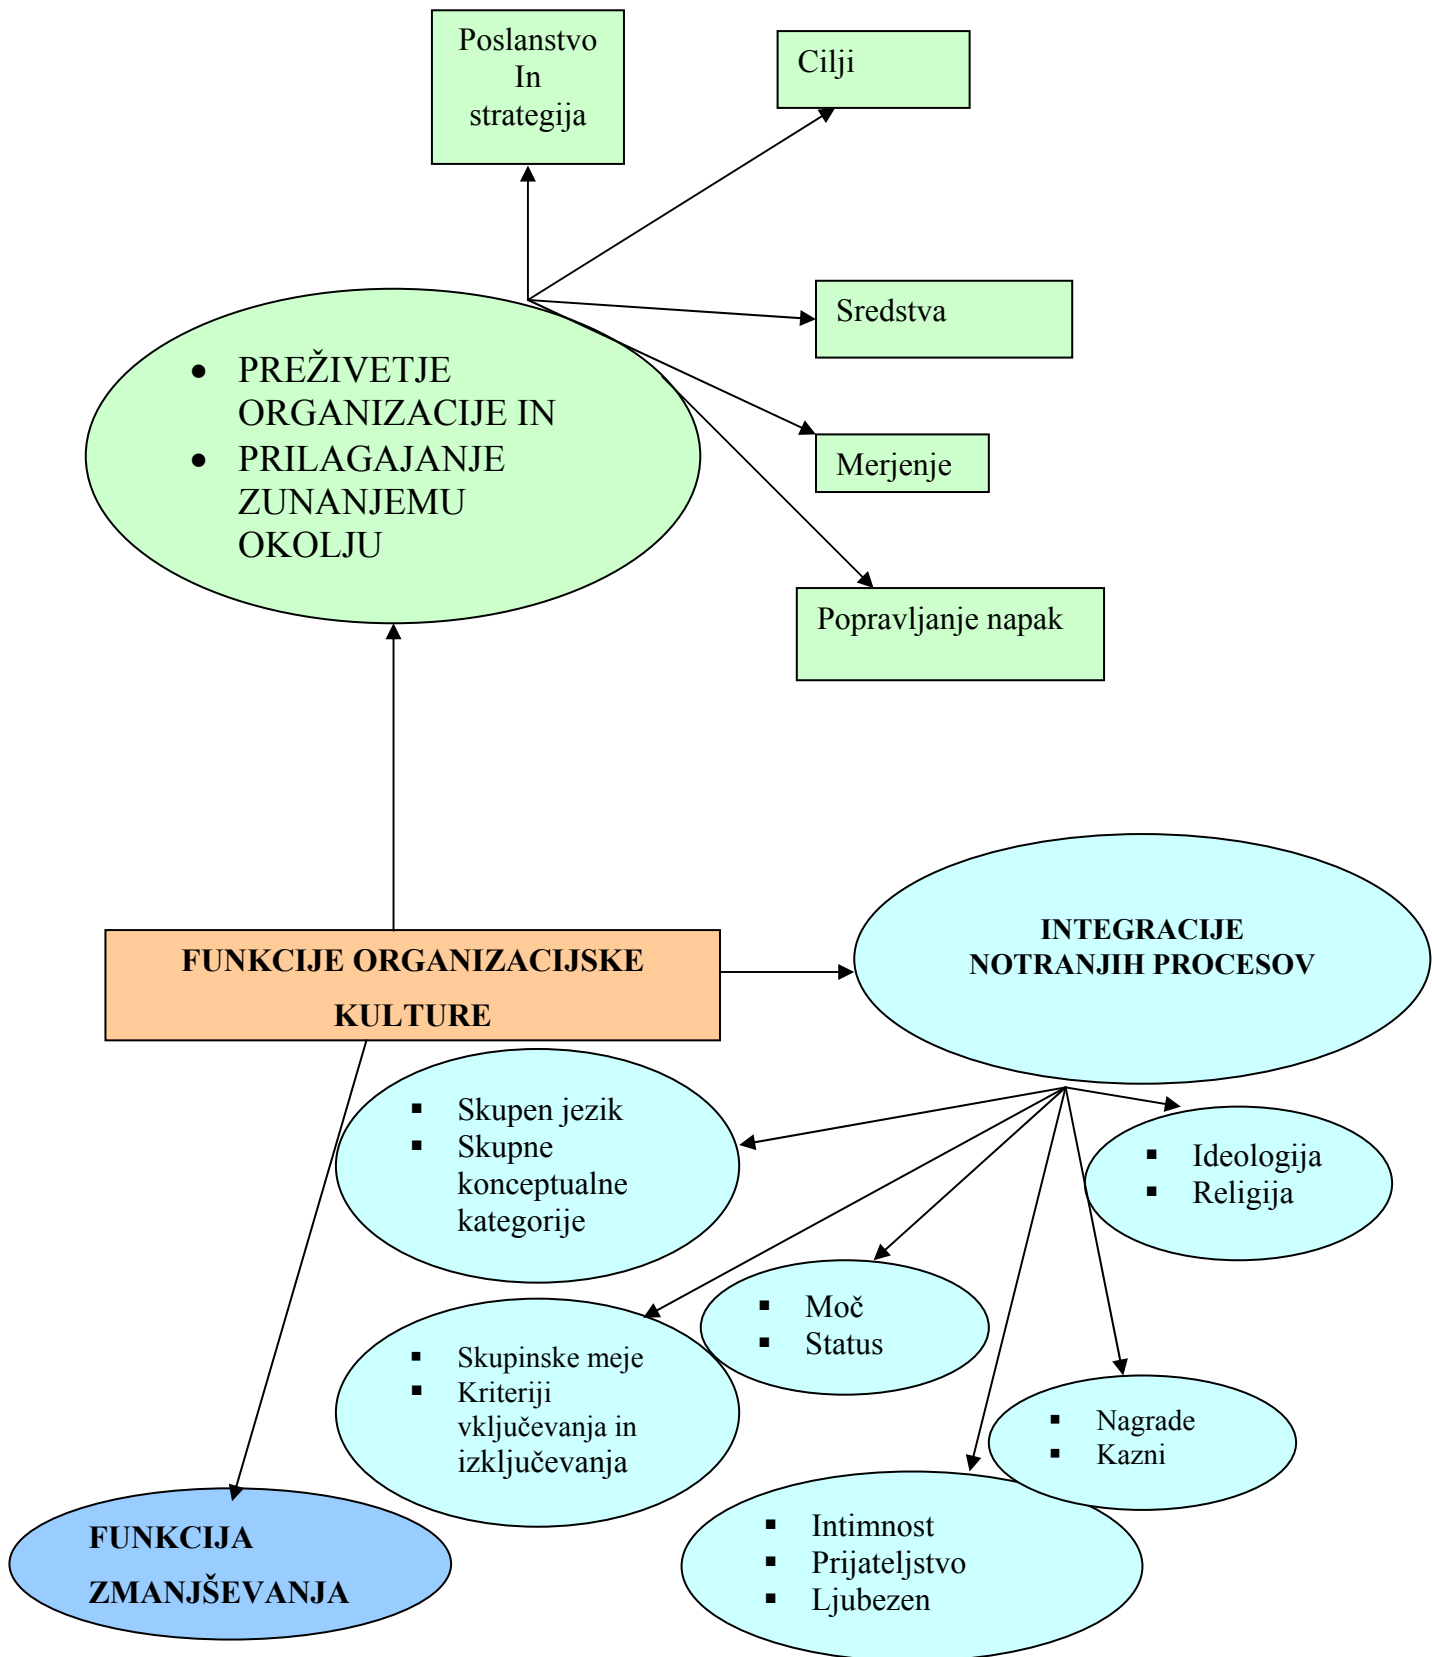 Poslanstvo
In
strategija
Cilji
Sredstva
• PREŽIVETJE
ORGANIZACIJE IN
• PRILAGAJANJE
ZUNANJEMU
OKOLJU
Merjenje
Popravljanje napak
FUNKCIJE ORGANIZACIJSKE
KULTURE
INTEGRACIJE
NOTRANJIH PROCESOV
▪ Skupen jezik
▪ Skupne
konceptualne
kategorije
▪ Ideologija
▪ Religija
▪ Moč
▪ Status
▪ Skupinske meje
▪ Kriteriji
vključevanja in
izključevanja
▪ Nagrade
▪ Kazni
▪ Intimnost
▪ Prijateljstvo
▪ Ljubezen
FUNKCIJA
ZMANJŠEVANJA